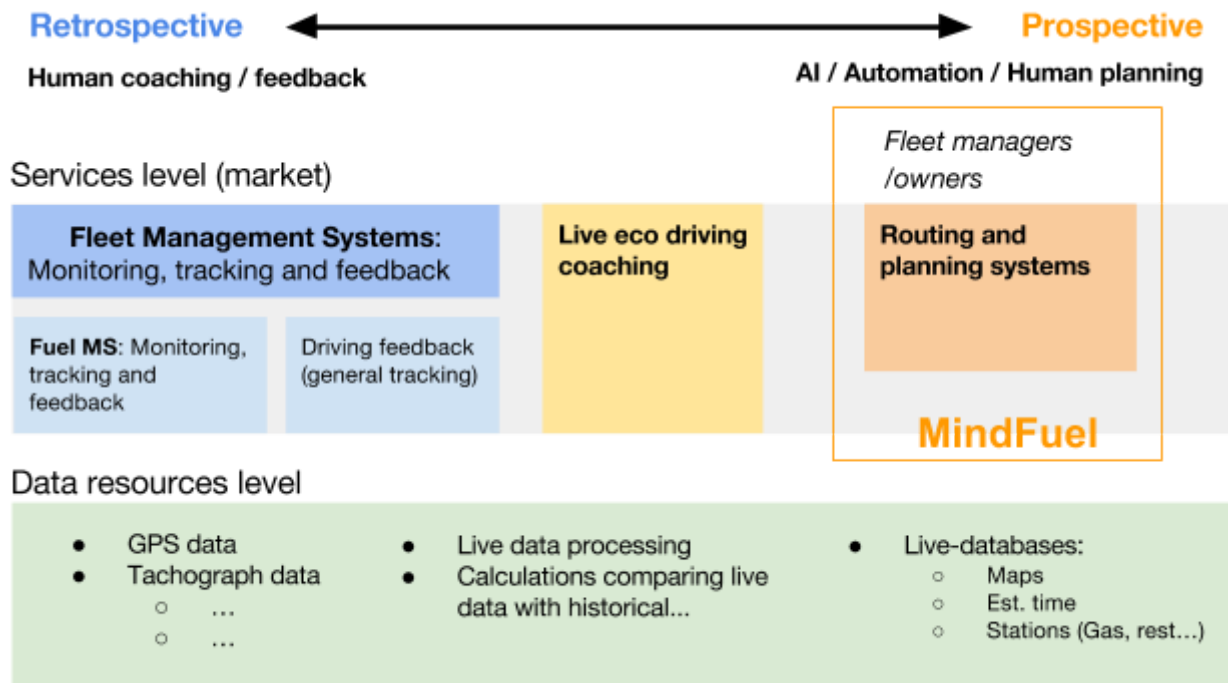 Retrospective
Prospective
Human coaching / feedback
AI / Automation / Human planning
Fleet managers
/owners
Services level (market)
Fleet Management Systems:
Monitoring, tracking and feedback
Live eco driving
coaching
Routing and
planning systems
Fuel MS: Monitoring,
tracking and
feedback
Driving feedback
(general tracking)
MindFuel
Data resources level
● GPS data
● Tachograph data
○ ...
○ ...
● Live data processing
● Calculations comparing live
data with historical...
● Live-databases:
○ Maps
○ Est. time
○ Stations (Gas, rest...)